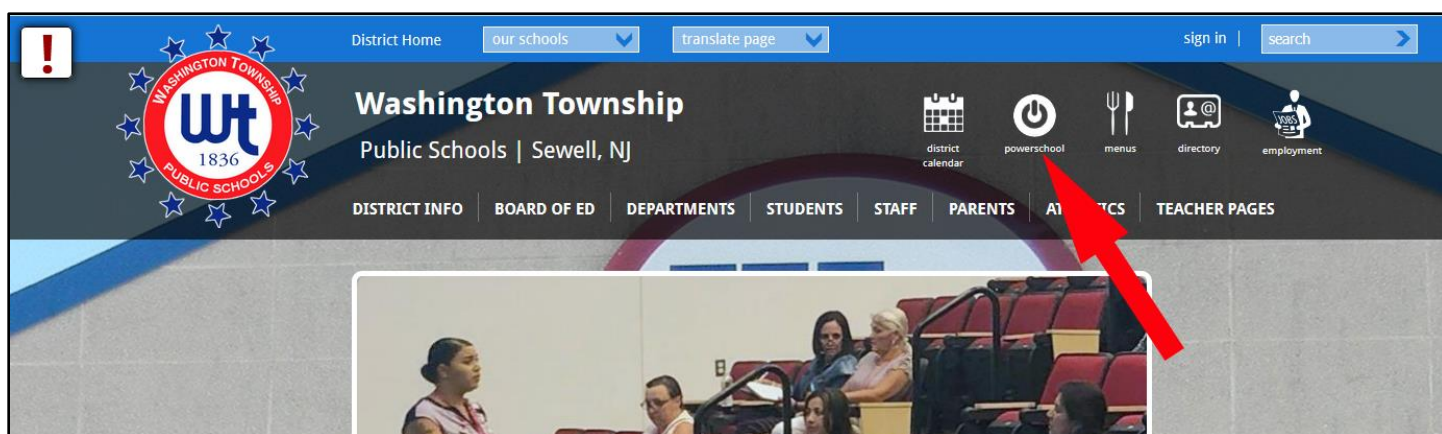 !
WASHINGTON TOWNSHIP
Wt
1836
PUBLIC SCHOOLS
District Home our schools translate page sign in | search
Washington Township
Public Schools | Sewell, NJ
district
calendar
powerschool
menus
directory
JOBS
employment
DISTRICT INFO BOARD OF ED DEPARTMENTS STUDENTS STAFF PARENTS TEACHER PAGES